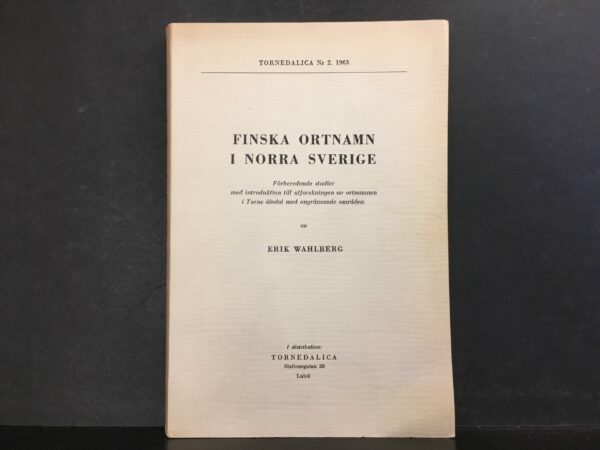 TORNEDALICA Nr 2. 1963
FINSKA ORTNAMN
I NORRA SVERIGE
Förberedande studier
med introduktion till utforskningen av ortnamnen
i Torne älvdal med angränsande områden.
av
ERIK WAHLBERG
I distribution:
TORNEDALICA
Stationsgatan 38
Luleå